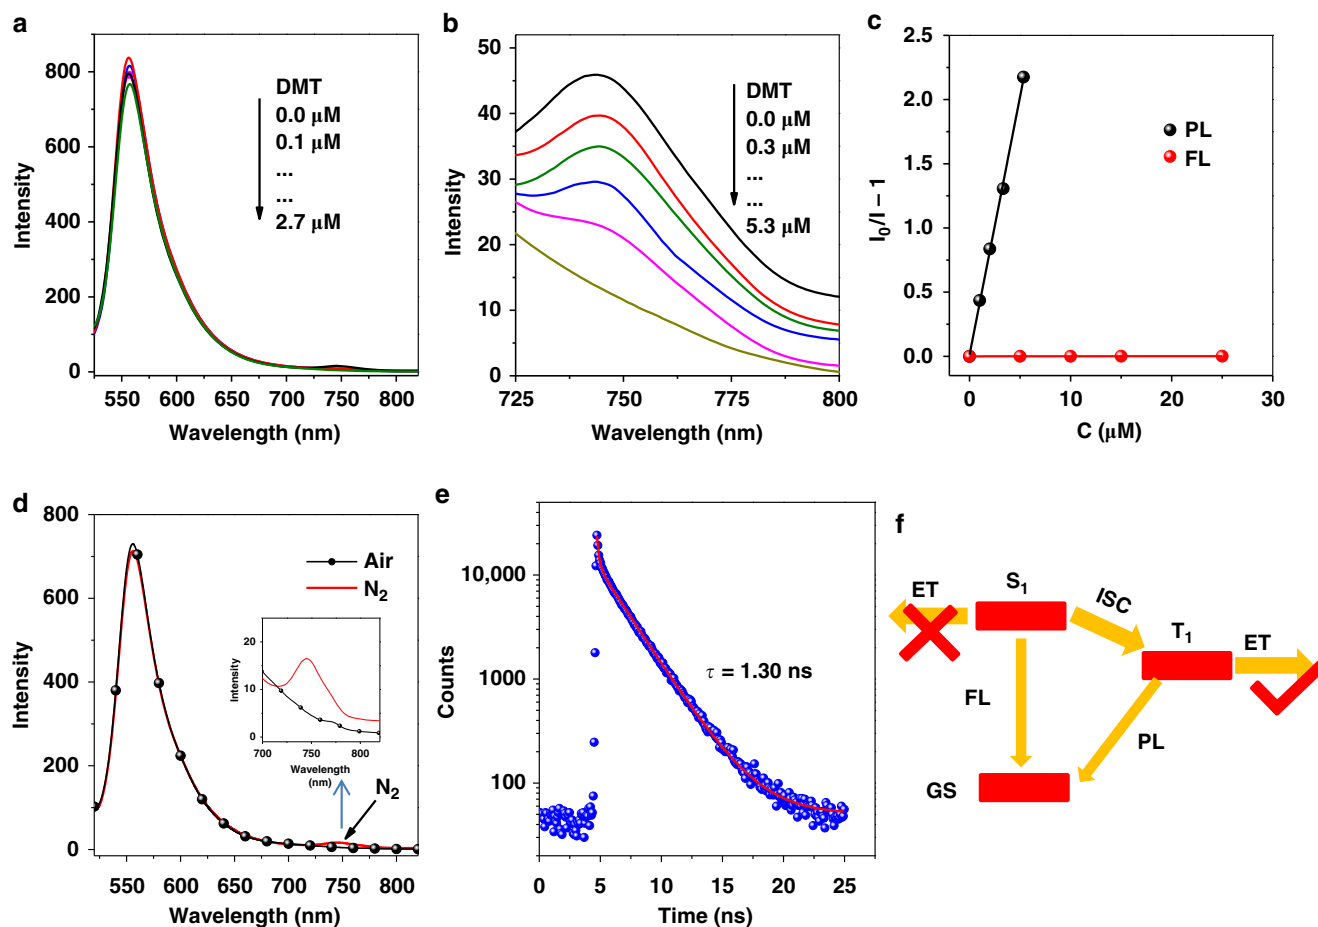 a
800
600
400
200
0
Intensity
550 600 650 700 750 800
Wavelength (nm)
DMT
0.0 μM
0.1 μM
...
...
2.7 μM
b
50
40
30
20
10
0
Intensity
725 750 775 800
Wavelength (nm)
DMT
0.0 μM
0.3 μM
...
...
5.3 μM
c
2.5
2.0
1.5
1.0
0.5
0.0
I₀/I – 1
0 10 20 30
C (μM)
PL
FL
d
800
600
400
200
0
Intensity
550 600 650 700 750 800
Wavelength (nm)
Air
N₂
20
10
0
Intensity
700 750 800
Wavelength
(nm)
N₂
e
10,000
1000
100
Counts
0 5 10 15 20 25
Time (ns)
τ = 1.30 ns
f
ET
S₁
ISC
T₁
ET
FL
PL
GS